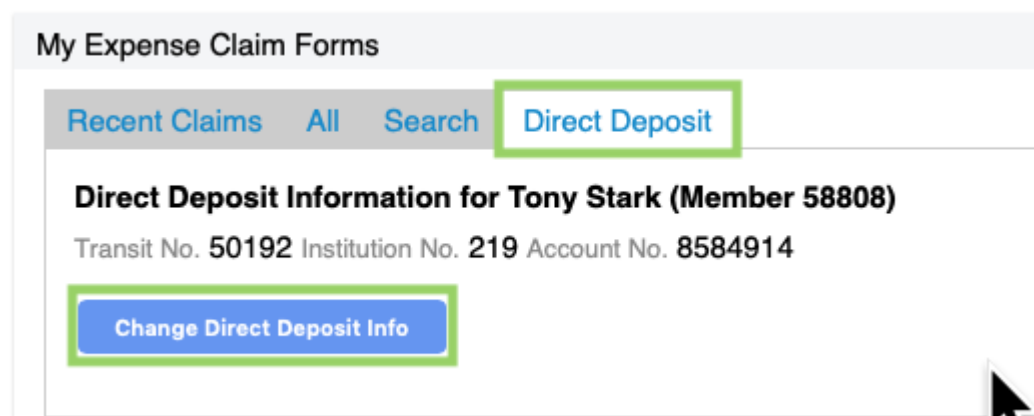 My Expense Claim Forms
Recent Claims All Search Direct Deposit
Direct Deposit Information for Tony Stark (Member 58808)
Transit No. 50192 Institution No. 219 Account No. 8584914
Change Direct Deposit Info